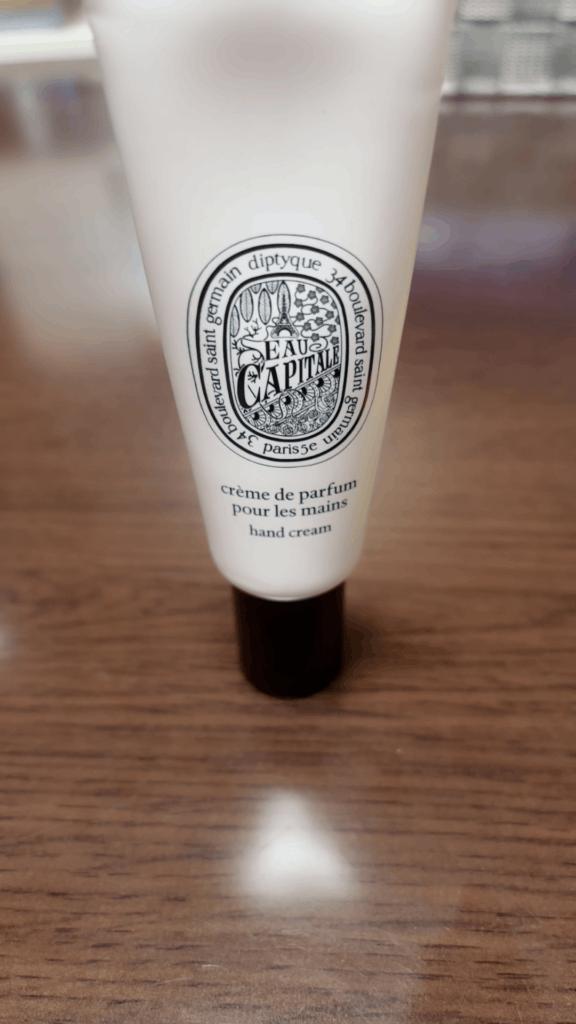 diptyque 34 boulevard saint germain
paris5e
34 boulevard saint germain
EAU
CAPITALE
crème de parfum
pour les mains
hand cream